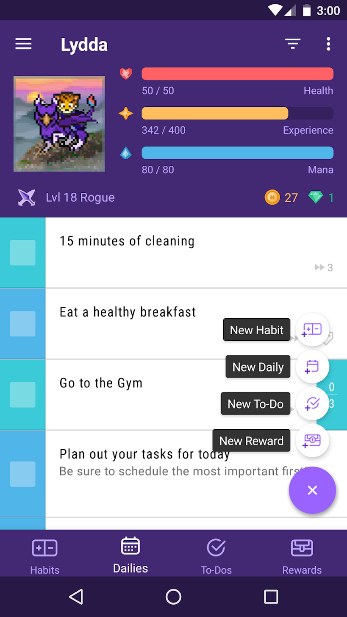 3:00
Lydda
50 / 50 Health
342 / 400 Experience
80 / 80 Mana
Lvl 18 Rogue 27 1
15 minutes of cleaning
3
Eat a healthy breakfast
New Habit
New Daily
Go to the Gym
0
3
New To-Do
New Reward
Plan out your tasks for today
Be sure to schedule the most important first
Habits Dailies To-Dos Rewards